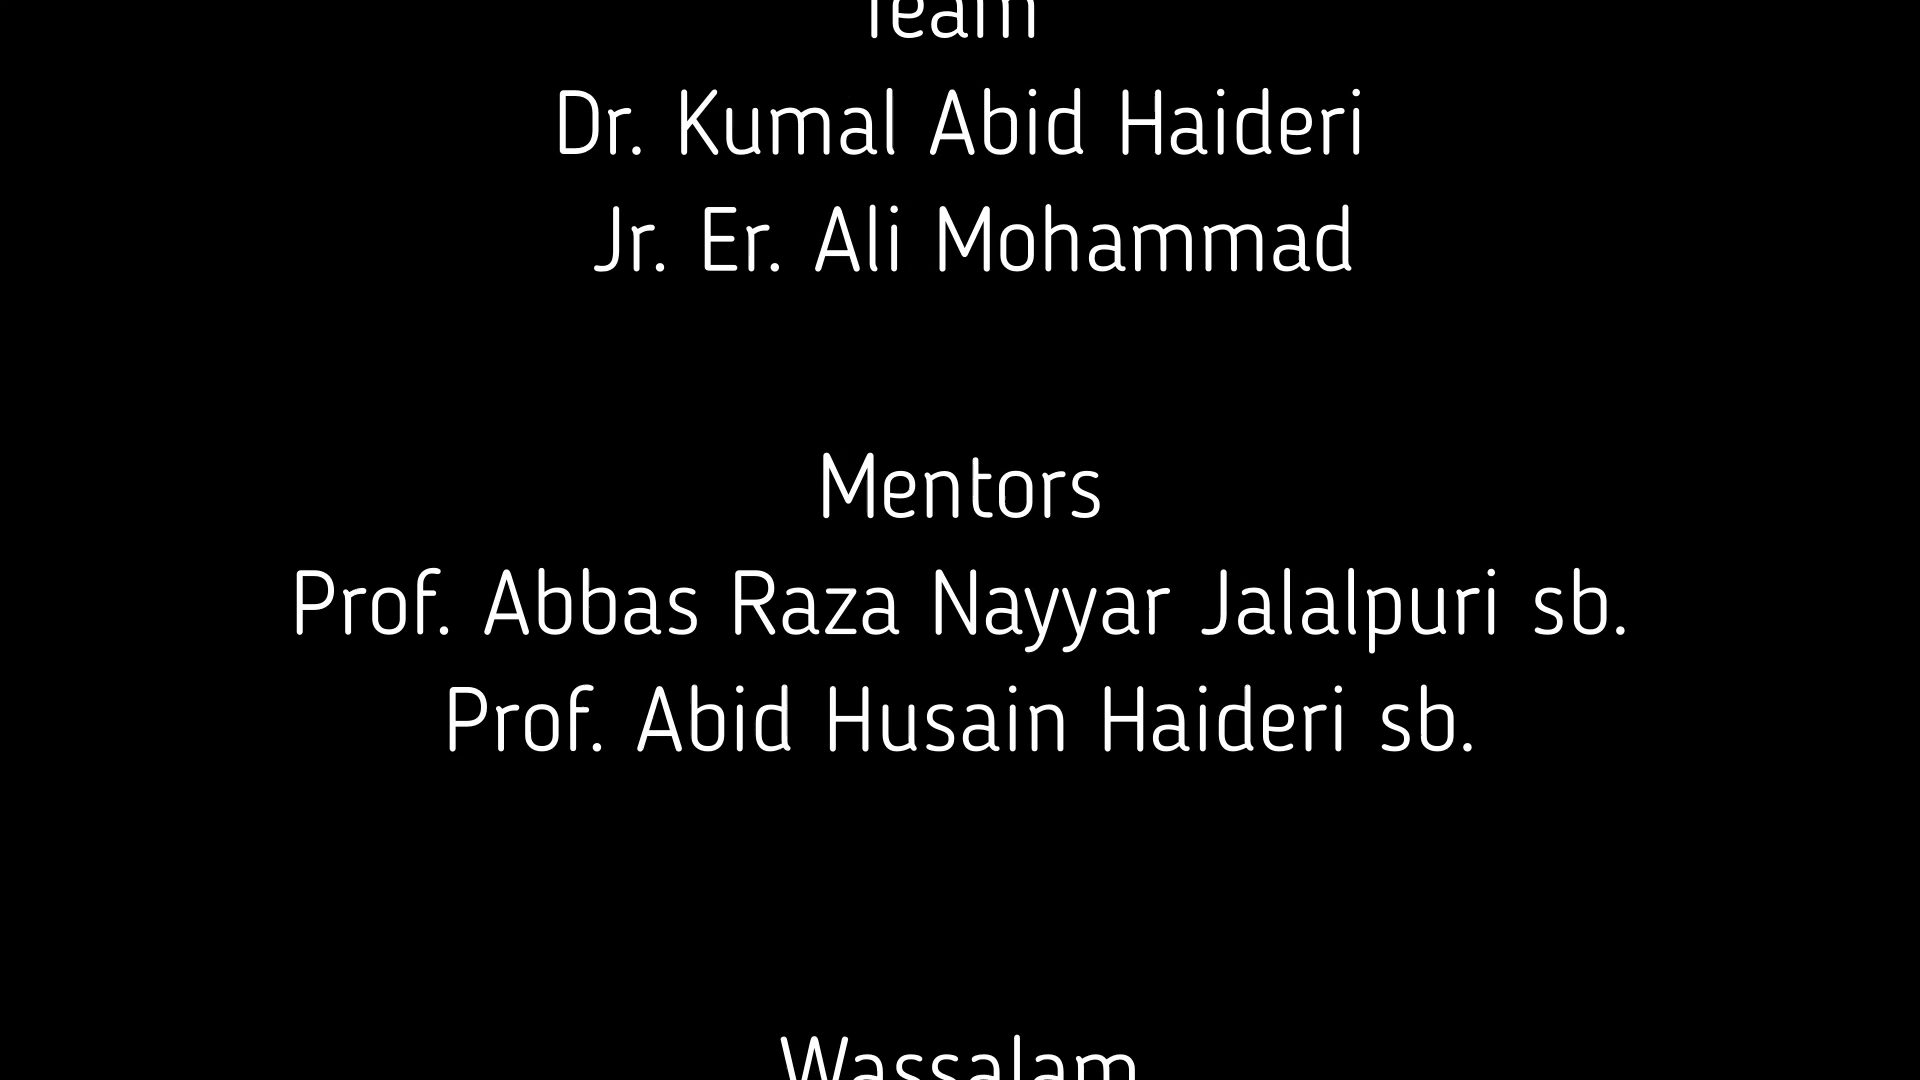 Team
Dr. Kumal Abid Haideri
Jr. Er. Ali Mohammad
Mentors
Prof. Abbas Raza Nayyar Jalalpuri sb.
Prof. Abid Husain Haideri sb.
Wassalam